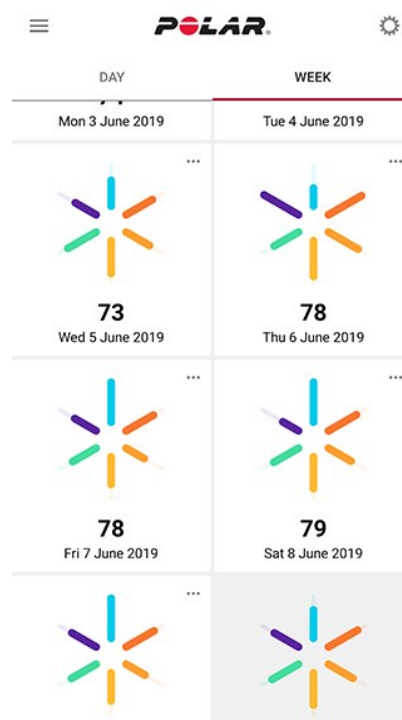 POLAR.
DAY WEEK
Mon 3 June 2019 Tue 4 June 2019
73 78
Wed 5 June 2019 Thu 6 June 2019
78 79
Fri 7 June 2019 Sat 8 June 2019